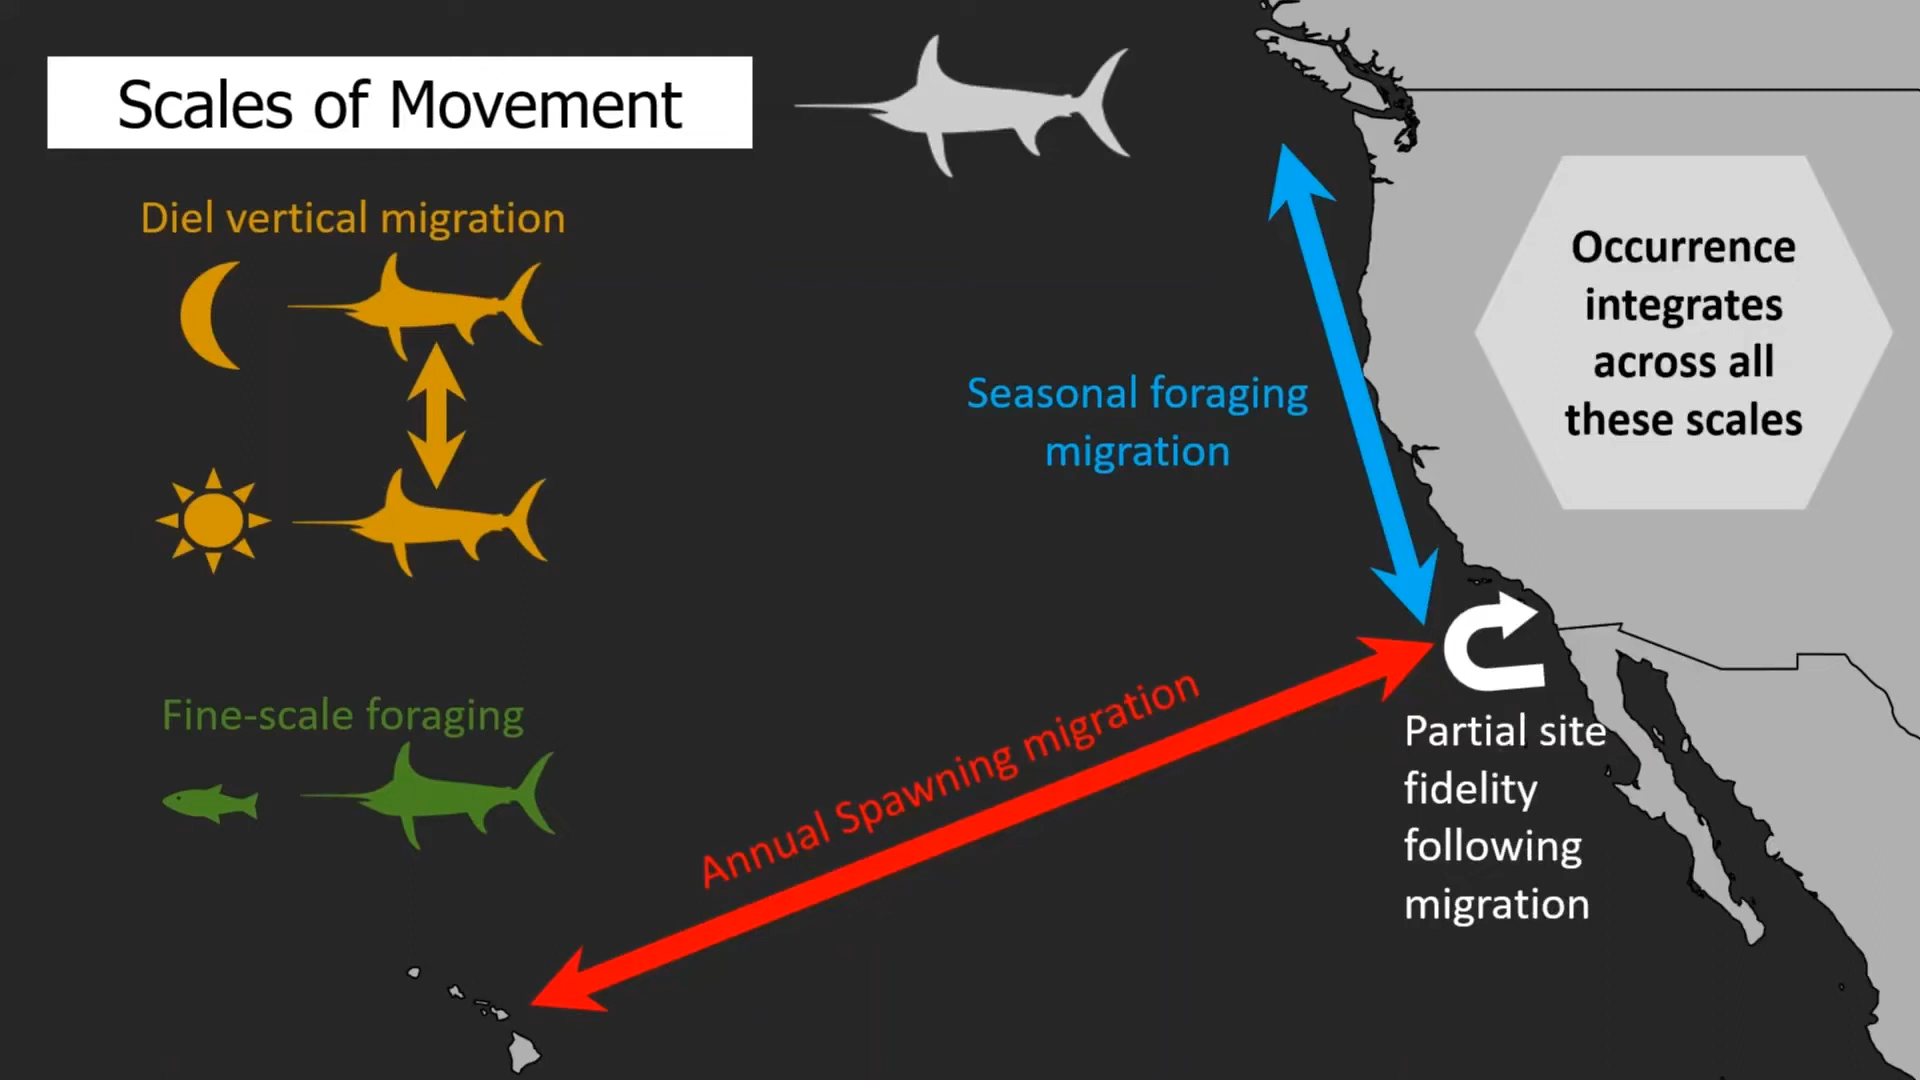 Scales of Movement
Diel vertical migration
Fine-scale foraging
Seasonal foraging
migration
Annual Spawning migration
Partial site
fidelity
following
migration
Occurrence
integrates
across all
these scales